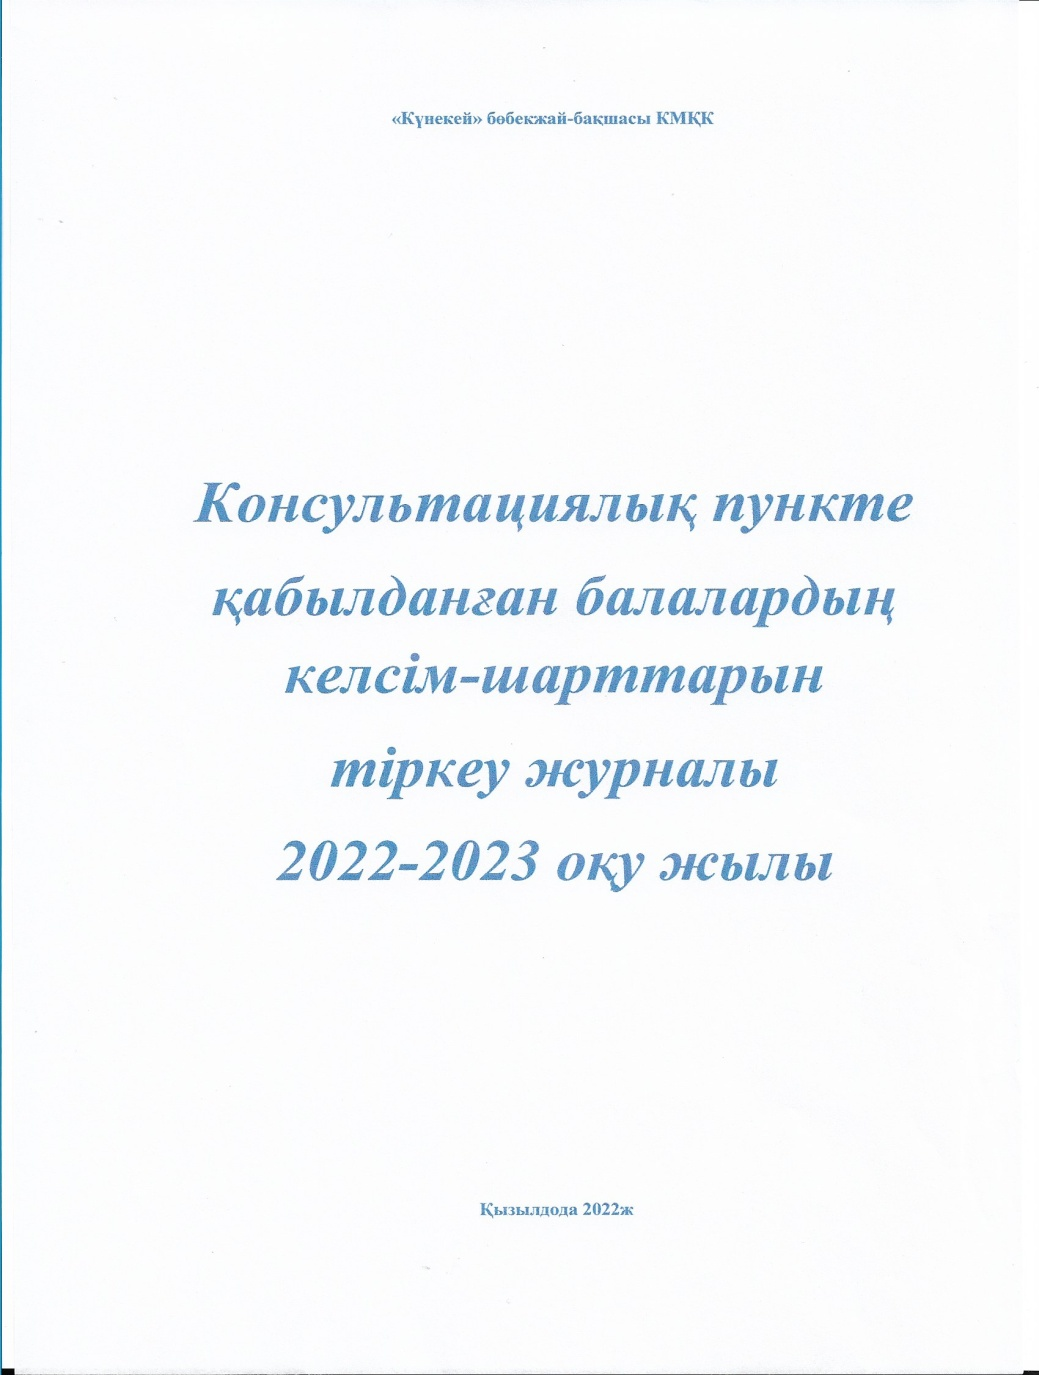 «Күнекей» бөбекжай-бақшасы КМҚК
Консультациялық пункте
қабылданған балалардың
келсім-шарттарын
тіркеу журналы
2022-2023 оқу жылы
Қызылдода 2022ж